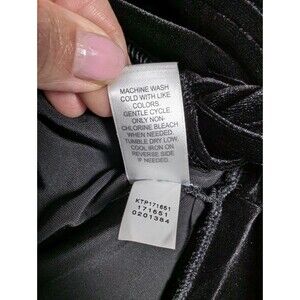 MACHINE WASH
COLD WITH LIKE
COLORS
GENTLE CYCLE
ONLY NON-
CHLORINE BLEACH
WHEN NEEDED.
TUMBLE DRY LOW.
COOL IRON ON
REVERSE SIDE
IF NEEDED.
KTP171651
171651
0201384